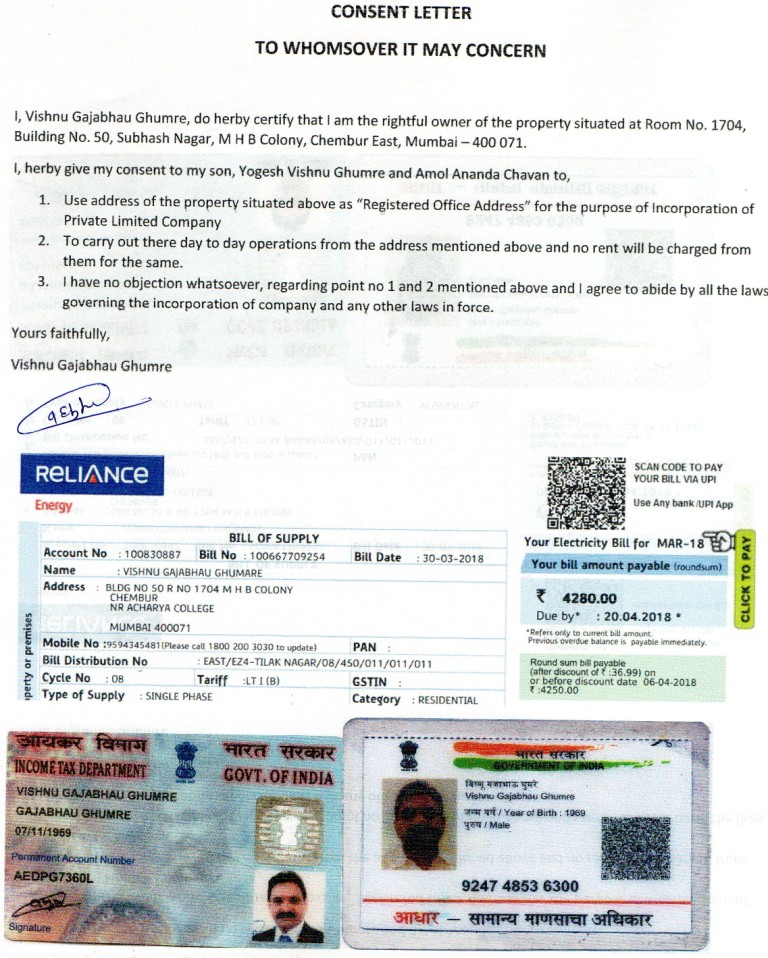 CONSENT LETTER
TO WHOMSOVER IT MAY CONCERN
I, Vishnu Gajabhau Ghumre, do herby certify that I am the rightful owner of the property situated at Room No. 1704,
Building No. 50, Subhash Nagar, M H B Colony, Chembur East, Mumbai – 400 071.
I, herby give my consent to my son, Yogesh Vishnu Ghumre and Amol Ananda Chavan to,
1. Use address of the property situated above as “Registered Office Address” for the purpose of Incorporation of
Private Limited Company
2. To carry out there day to day operations from the address mentioned above and no rent will be charged from
them for the same.
3. I have no objection whatsoever, regarding point no 1 and 2 mentioned above and I agree to abide by all the laws
governing the incorporation of company and any other laws in force.
Yours faithfully,
Vishnu Gajabhau Ghumre
RELIANCE
Energy
SCAN CODE TO PAY
YOUR BILL VIA UPI
Use Any bank /UPI App
BILL OF SUPPLY
Account No : 100830887 Bill No : 100667709254 Bill Date : 30-03-2018
Name : VISHNU GAJABHAU GHUMARE
Address : BLDG NO 50 R NO 1704 M H B COLONY
CHEMBUR
NR ACHARYA COLLEGE
MUMBAI 400071
Mobile No :9594345481(Please call 1800 200 3030 to update) PAN :
Bill Distribution No : EAST/EZ4-TILAK NAGAR/08/450/011/011/011
Cycle No : 08 Tariff :LT I (B) GSTIN :
Type of Supply : SINGLE PHASE Category : RESIDENTIAL
perty or premises
Your Electricity Bill for MAR-18
Your bill amount payable (roundsum)
₹ 4280.00
Due by* : 20.04.2018 *
*Refers only to current bill amount.
Previous overdue balance is payable immediately.
Round sum bill payable
(after discount of ₹ :36.99) on
or before discount date 06-04-2018
₹ :4250.00
CLICK TO PAY
आयकर विभाग
INCOME TAX DEPARTMENT
भारत सरकार
GOVT. OF INDIA
VISHNU GAJABHAU GHUMRE
GAJABHAU GHUMRE
07/11/1969
Permanent Account Number
AEDPG7360L
Signature
भारत सरकार
GOVERNMENT OF INDIA
विष्णू गजाभाऊ घुमरे
Vishnu Gajabhau Ghumre
जन्म वर्ष / Year of Birth : 1969
पुरुष / Male
9247 4853 6300
आधार – सामान्य माणसाचा अधिकार